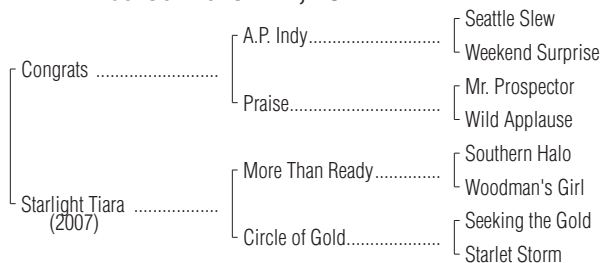 Seattle Slew
A.P. Indy
Weekend Surprise
Congrats
Mr. Prospector
Praise
Wild Applause
Southern Halo
More Than Ready
Woodman's Girl
Starlight Tiara
(2007)
Seeking the Gold
Circle of Gold
Starlet Storm